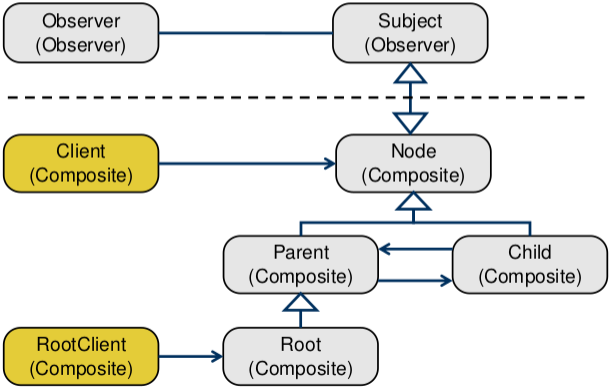 Observer
(Observer)
Subject
(Observer)
Client
(Composite)
Node
(Composite)
Parent
(Composite)
Child
(Composite)
RootClient
(Composite)
Root
(Composite)